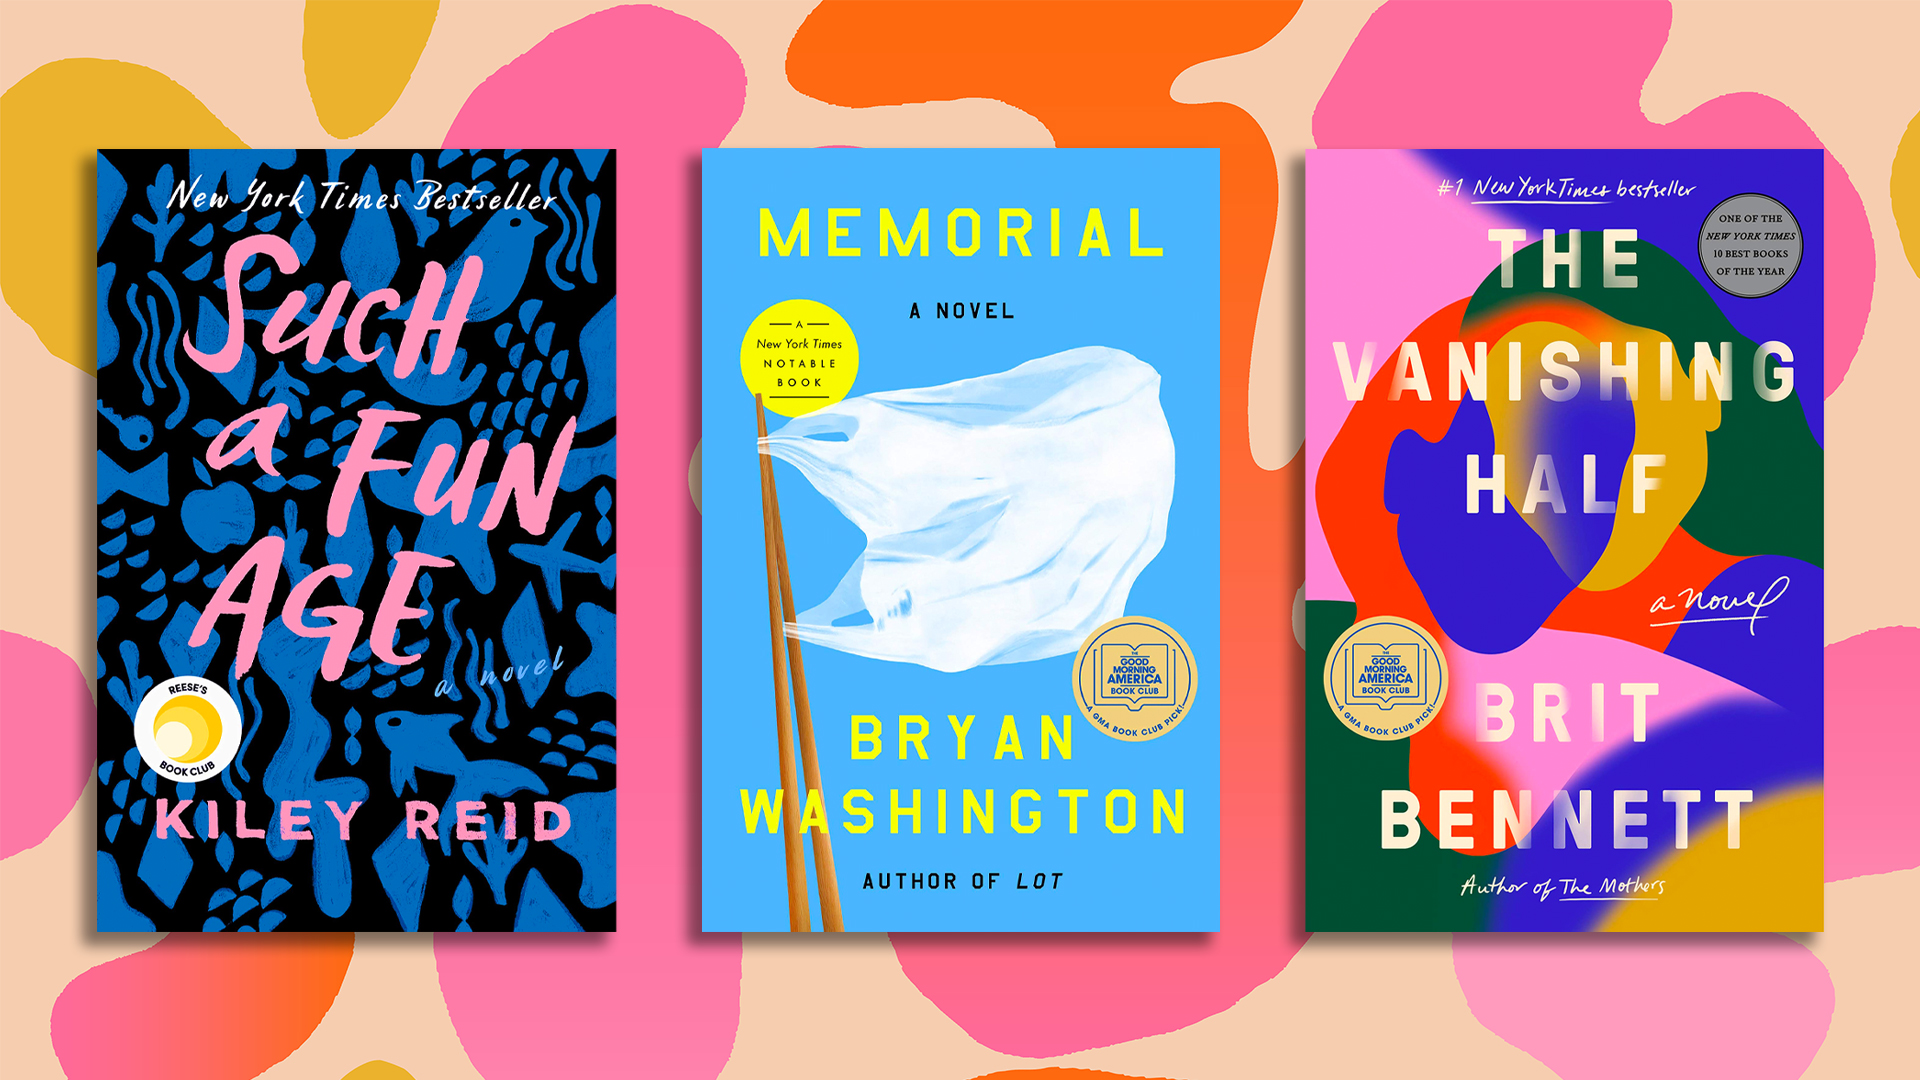 New York Times Bestseller
SUCH
a FUN
AGE
a novel
REESE'S
BOOK CLUB
KILEY REID
MEMORIAL
A NOVEL
A
New York Times
NOTABLE
BOOK
THE
GOOD
MORNING
AMERICA
BOOK CLUB
A GMA BOOK CLUB PICK!
BRYAN
WASHINGTON
AUTHOR OF LOT
#1 New York Times bestseller
ONE OF THE
NEW YORK TIMES
10 BEST BOOKS
OF THE YEAR
THE
VANISHING
HALF
a novel
THE
GOOD
MORNING
AMERICA
BOOK CLUB
A GMA BOOK CLUB PICK!
BRIT
BENNETT
Author of The Mothers